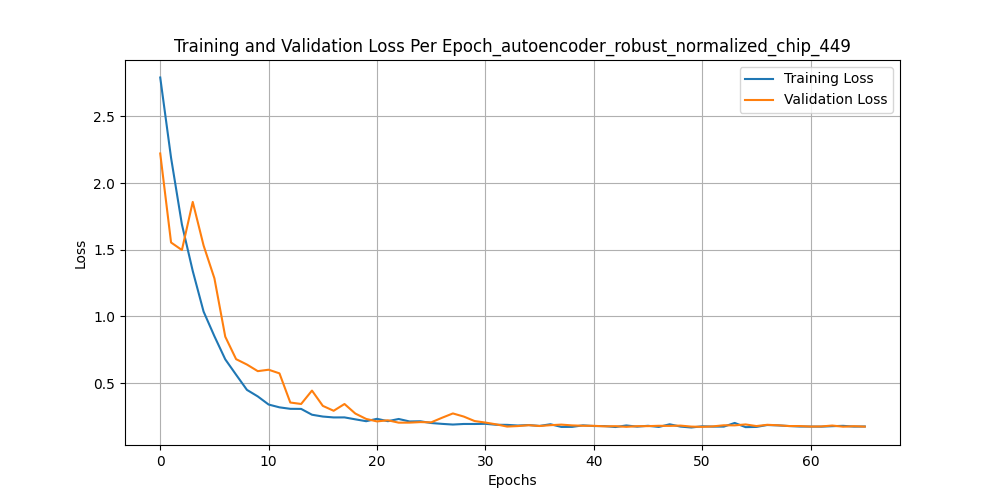 Training and Validation Loss Per Epoch_autoencoder_robust_normalized_chip_449
Training Loss
Validation Loss
2.5
2.0
1.5
1.0
0.5
Loss
0
10
20
30
40
50
60
Epochs